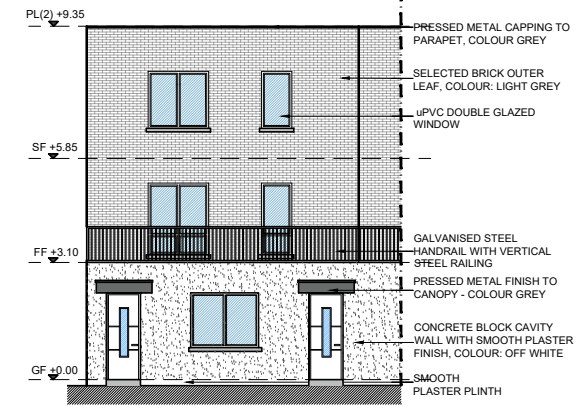 PL(2) +9.35
PRESSED METAL CAPPING TO
PARAPET, COLOUR GREY
SELECTED BRICK OUTER
LEAF, COLOUR: LIGHT GREY
uPVC DOUBLE GLAZED
WINDOW
SF +5.85
GALVANISED STEEL
HANDRAIL WITH VERTICAL
STEEL RAILING
FF +3.10
PRESSED METAL FINISH TO
CANOPY - COLOUR GREY
CONCRETE BLOCK CAVITY
WALL WITH SMOOTH PLASTER
FINISH, COLOUR: OFF WHITE
GF +0.00
SMOOTH
PLASTER PLINTH